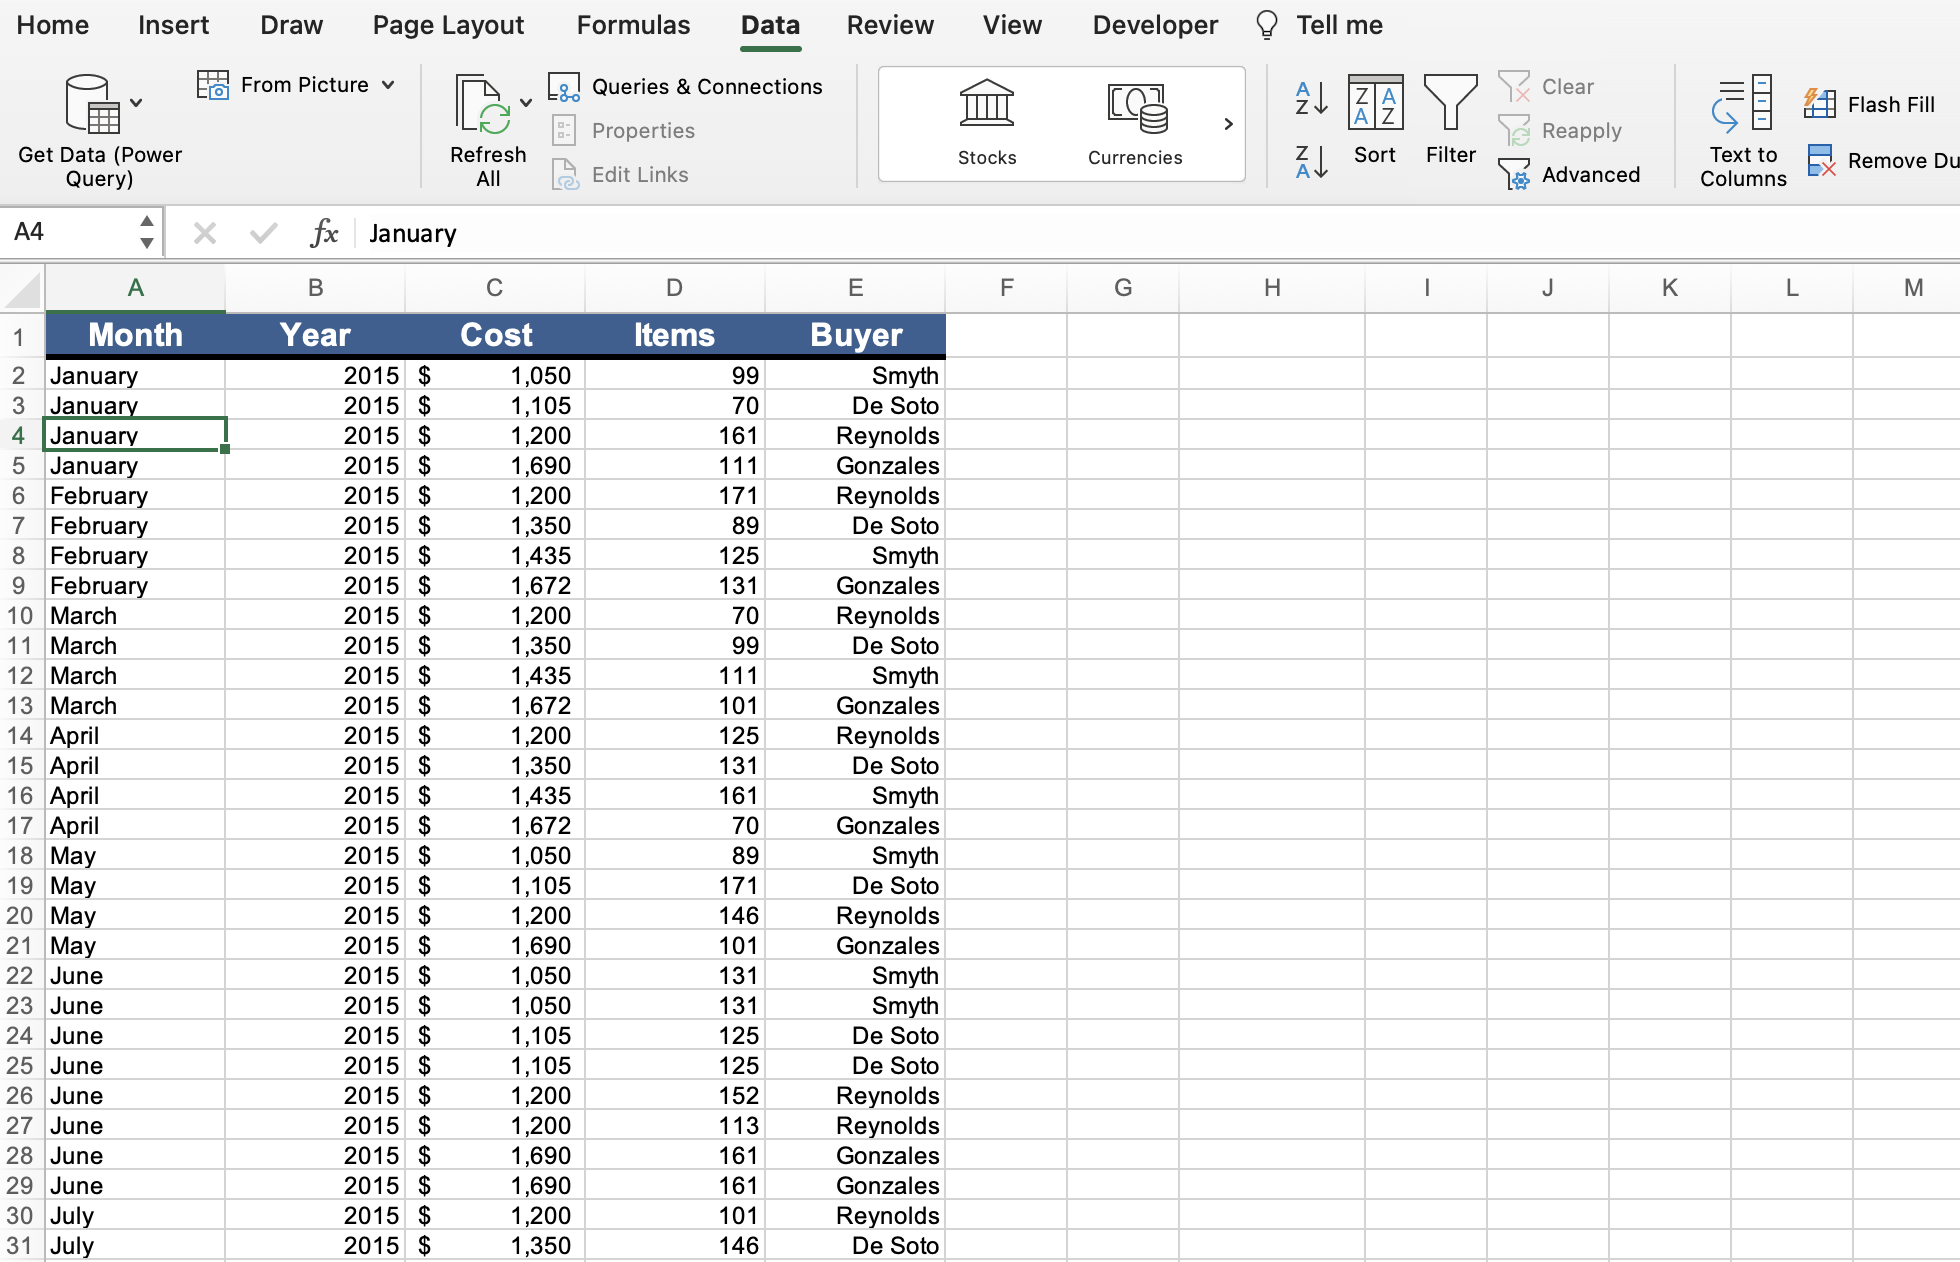 Home Insert Draw Page Layout Formulas Data Review View Developer Tell me
Get Data (Power Query)
From Picture
Refresh All
Queries & Connections
Properties
Edit Links
Stocks
Currencies
Sort
Filter
Clear
Reapply
Advanced
Text to Columns
Flash Fill
Remove Du
A4 fx January
A B C D E F G H I J K L M
1 Month Year Cost Items Buyer
2 January 2015 $ 1,050 99 Smyth
3 January 2015 $ 1,105 70 De Soto
4 January 2015 $ 1,200 161 Reynolds
5 January 2015 $ 1,690 111 Gonzales
6 February 2015 $ 1,200 171 Reynolds
7 February 2015 $ 1,350 89 De Soto
8 February 2015 $ 1,435 125 Smyth
9 February 2015 $ 1,672 131 Gonzales
10 March 2015 $ 1,200 70 Reynolds
11 March 2015 $ 1,350 99 De Soto
12 March 2015 $ 1,435 111 Smyth
13 March 2015 $ 1,672 101 Gonzales
14 April 2015 $ 1,200 125 Reynolds
15 April 2015 $ 1,350 131 De Soto
16 April 2015 $ 1,435 161 Smyth
17 April 2015 $ 1,672 70 Gonzales
18 May 2015 $ 1,050 89 Smyth
19 May 2015 $ 1,105 171 De Soto
20 May 2015 $ 1,200 146 Reynolds
21 May 2015 $ 1,690 101 Gonzales
22 June 2015 $ 1,050 131 Smyth
23 June 2015 $ 1,050 131 Smyth
24 June 2015 $ 1,105 125 De Soto
25 June 2015 $ 1,105 125 De Soto
26 June 2015 $ 1,200 152 Reynolds
27 June 2015 $ 1,200 113 Reynolds
28 June 2015 $ 1,690 161 Gonzales
29 June 2015 $ 1,690 161 Gonzales
30 July 2015 $ 1,200 101 Reynolds
31 July 2015 $ 1,350 146 De Soto